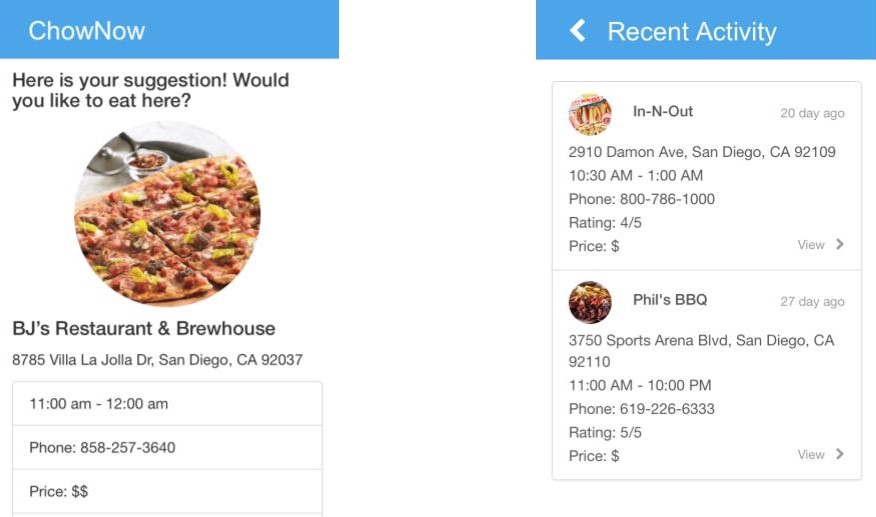 ChowNow
Here is your suggestion! Would
you like to eat here?
BJ's Restaurant & Brewhouse
8785 Villa La Jolla Dr, San Diego, CA 92037
11:00 am - 12:00 am
Phone: 858-257-3640
Price: $$
Recent Activity
In-N-Out
20 day ago
2910 Damon Ave, San Diego, CA 92109
10:30 AM - 1:00 AM
Phone: 800-786-1000
Rating: 4/5
Price: $
View
Phil's BBQ
27 day ago
3750 Sports Arena Blvd, San Diego, CA
92110
11:00 AM - 10:00 PM
Phone: 619-226-6333
Rating: 5/5
Price: $
View